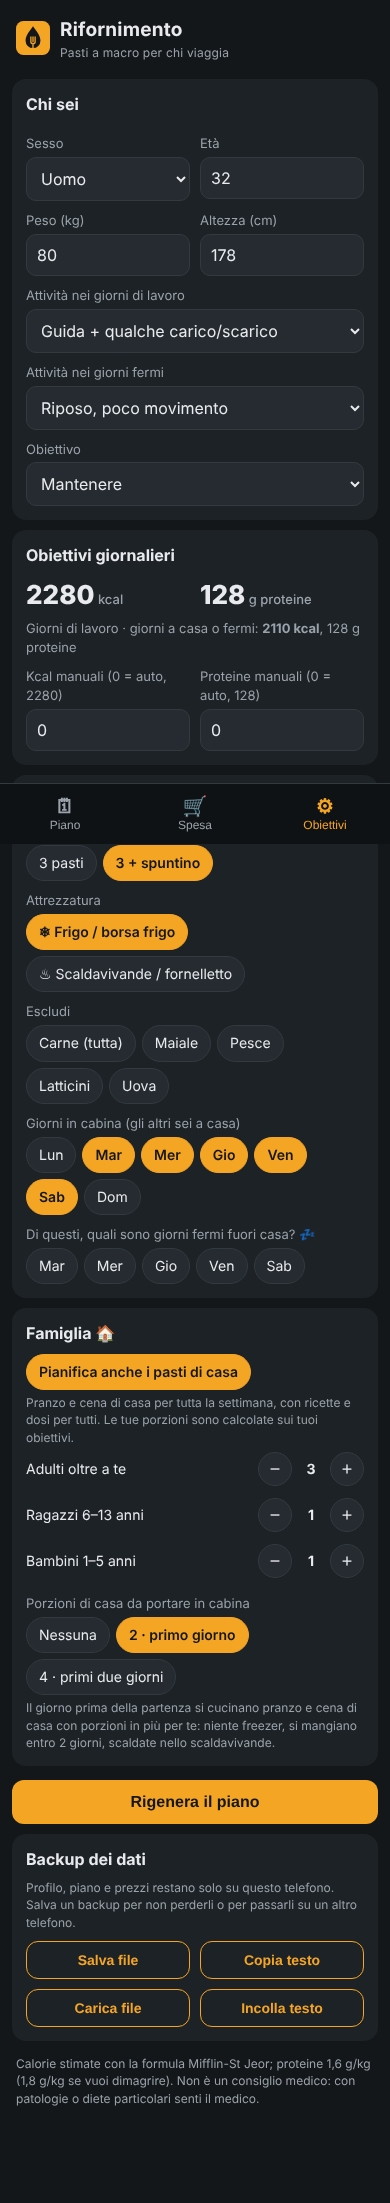 Rifornimento
Pasti a macro per chi viaggia
Chi sei
Sesso
Età
Uomo
32
Peso (kg)
Altezza (cm)
80
178
Attività nei giorni di lavoro
Guida + qualche carico/scarico
Attività nei giorni fermi
Riposo, poco movimento
Obiettivo
Mantenere
Obiettivi giornalieri
2280 kcal
128 g proteine
Giorni di lavoro · giorni a casa o fermi: 2110 kcal, 128 g
proteine
Kcal manuali (0 = auto,
2280)
Proteine manuali (0 =
auto, 128)
0
0
Piano
Spesa
Obiettivi
3 pasti
3 + spuntino
Attrezzatura
❄ Frigo / borsa frigo
♨ Scaldavivande / fornelletto
Escludi
Carne (tutta)
Maiale
Pesce
Latticini
Uova
Giorni in cabina (gli altri sei a casa)
Lun
Mar
Mer
Gio
Ven
Sab
Dom
Di questi, quali sono giorni fermi fuori casa? 💤
Mar
Mer
Gio
Ven
Sab
Famiglia 🏠
Pianifica anche i pasti di casa
Pranzo e cena di casa per tutta la settimana, con ricette e
dosi per tutti. Le tue porzioni sono calcolate sui tuoi
obiettivi.
Adulti oltre a te
− 3 +
Ragazzi 6–13 anni
− 1 +
Bambini 1–5 anni
− 1 +
Porzioni di casa da portare in cabina
Nessuna
2 · primo giorno
4 · primi due giorni
Il giorno prima della partenza si cucinano pranzo e cena di
casa con porzioni in più per te: niente freezer, si mangiano
entro 2 giorni, scaldate nello scaldavivande.
Rigenera il piano
Backup dei dati
Profilo, piano e prezzi restano solo su questo telefono.
Salva un backup per non perderli o per passarli su un altro
telefono.
Salva file
Copia testo
Carica file
Incolla testo
Calorie stimate con la formula Mifflin-St Jeor; proteine 1,6 g/kg
(1,8 g/kg se vuoi dimagrire). Non è un consiglio medico: con
patologie o diete particolari senti il medico.